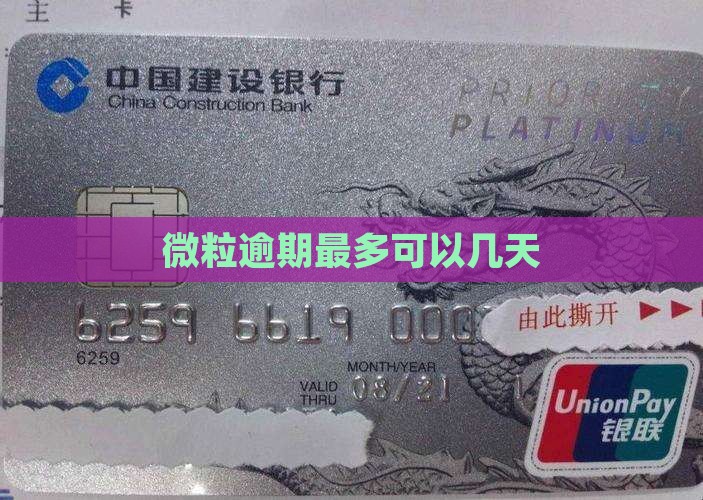 主 卡
中国建设银行
China Construction Bank
PRIORITY
PLATINUM
微粒逾期最多可以几天
6259 6619 000
由此撕开
6259
MONTH/YEAR
VALID THRU 08/21
UnionPay
银联